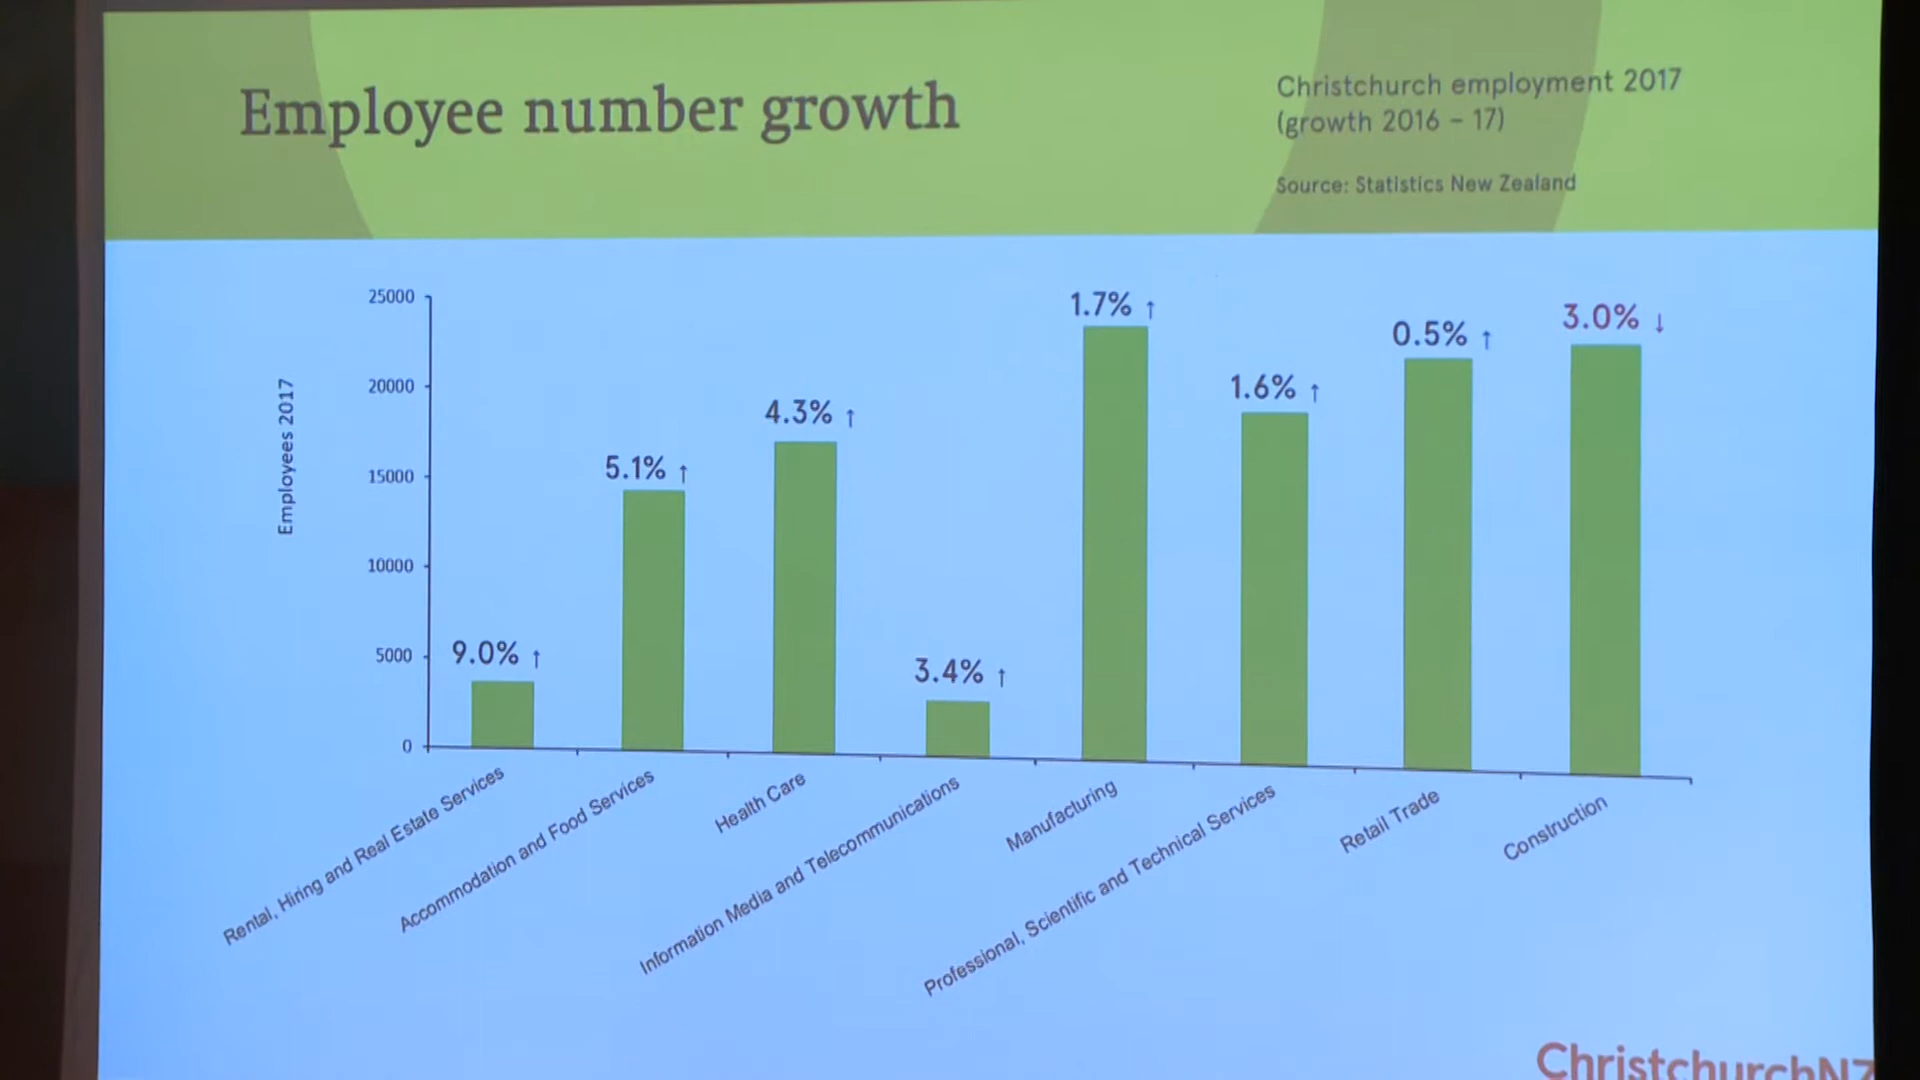 Employee number growth
Christchurch employment 2017
(growth 2016 – 17)
Source: Statistics New Zealand
Employees 2017
25000
20000
15000
10000
5000
0
9.0% ↑
5.1% ↑
4.3% ↑
3.4% ↑
1.7% ↑
1.6% ↑
0.5% ↑
3.0% ↓
Rental, Hiring and Real Estate Services
Accommodation and Food Services
Health Care
Information Media and Telecommunications
Manufacturing
Professional, Scientific and Technical Services
Retail Trade
Construction
ChristchurchNZ